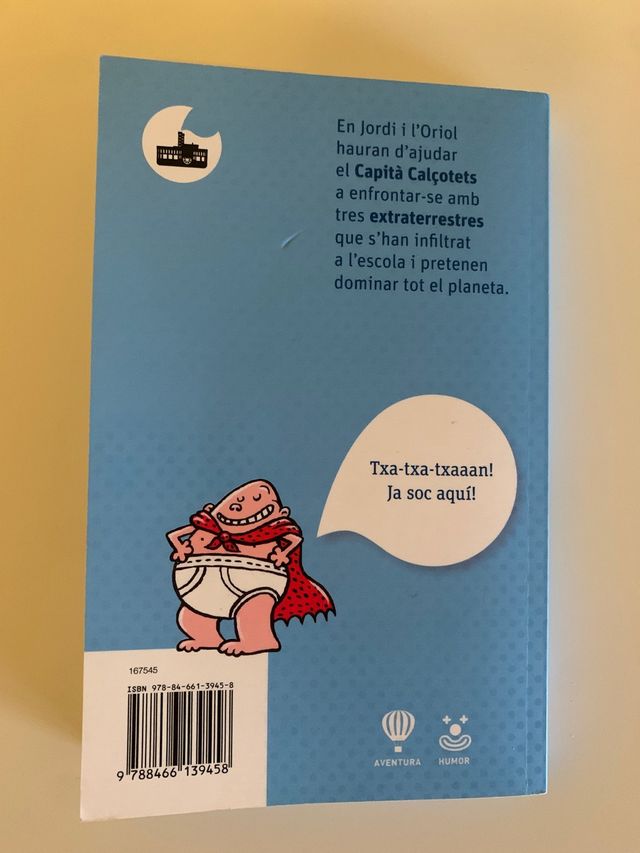 En Jordi i l'Oriol
hauran d'ajudar
el Capità Calçotets
a enfrontar-se amb
tres extraterrestres
que s'han infiltrat
a l'escola i pretenen
dominar tot el planeta.
Txa-txa-txaaan!
Ja soc aquí!
167545
ISBN 978-84-661-3945-8
9 788466 139458
AVENTURA
HUMOR